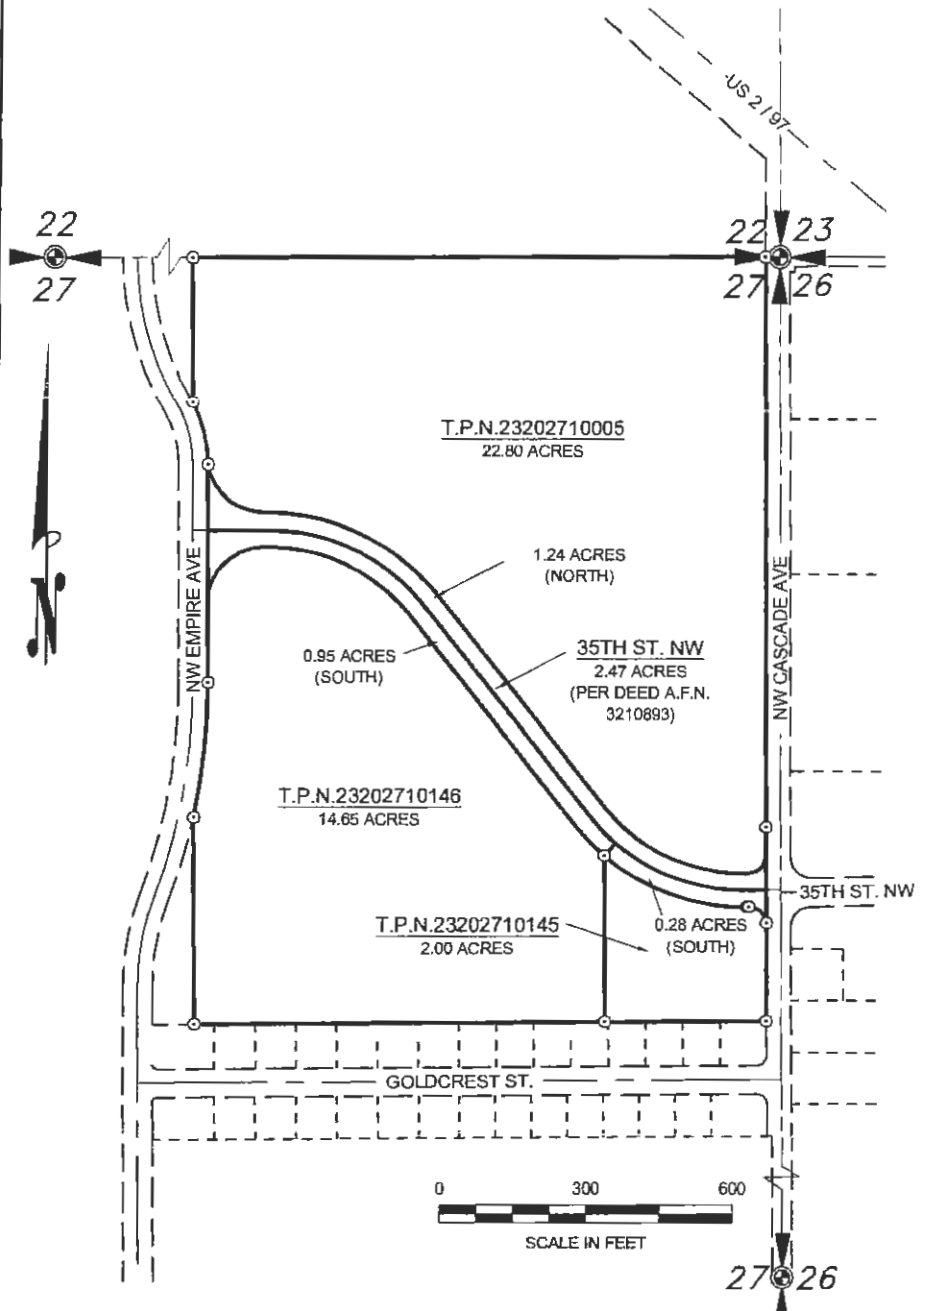 US 2 / 97
22
27
22 23
27 26
T.P.N.23202710005
22.80 ACRES
1.24 ACRES
(NORTH)
NW EMPIRE AVE
NW CASCADE AVE
0.95 ACRES
(SOUTH)
35TH ST. NW
2.47 ACRES
(PER DEED A.F.N.
3210893)
N
T.P.N.23202710146
14.65 ACRES
35TH ST. NW
T.P.N.23202710145
2.00 ACRES
0.28 ACRES
(SOUTH)
GOLDCREST ST.
0 300 600
SCALE IN FEET
27 26